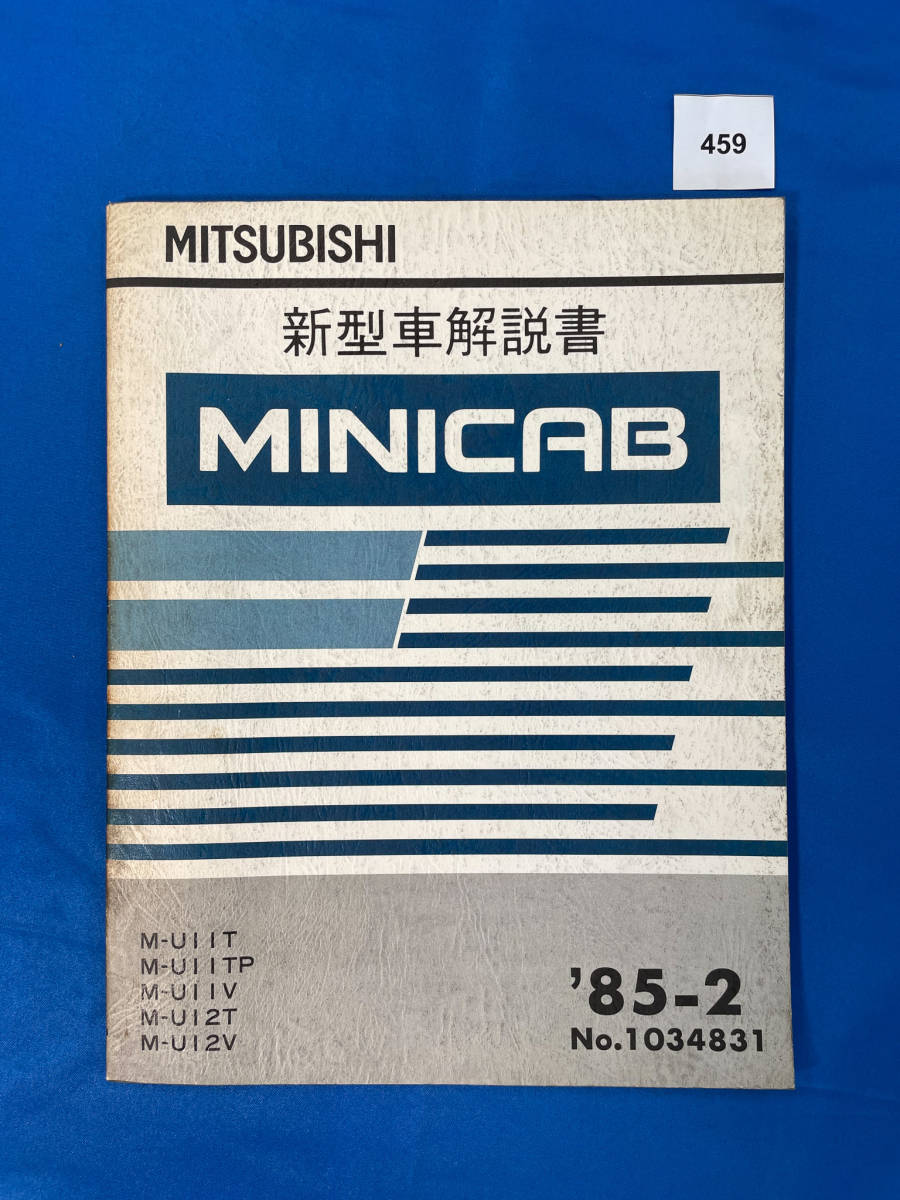 459
MITSUBISHI
新型車解説書
MINICAB
M-U11T
M-U11TP
M-U11V
M-U12T
M-U12V
'85-2
No.1034831